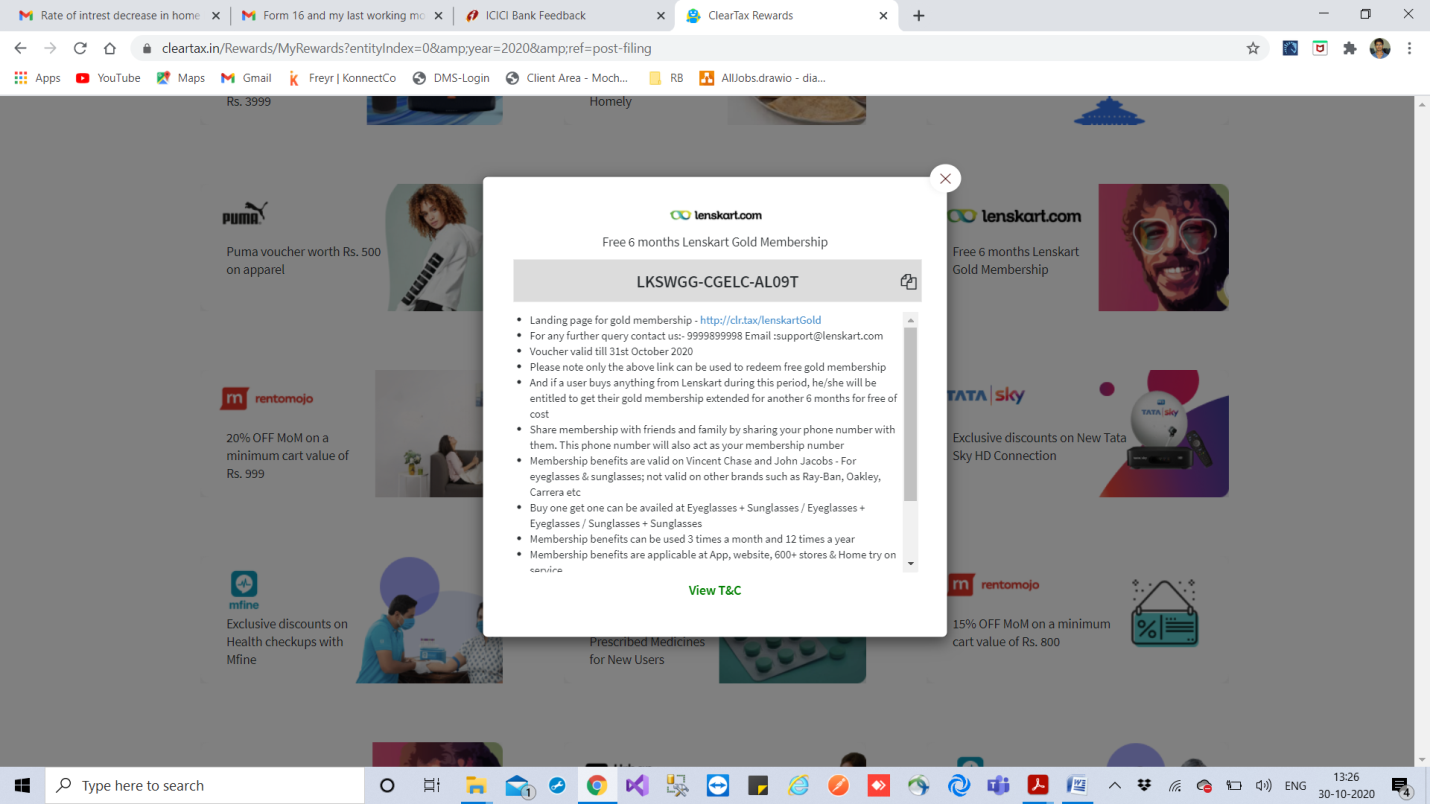 Rate of intrest decrease in home
Form 16 and my last working mo
ICICI Bank Feedback
ClearTax Rewards
cleartax.in/Rewards/MyRewards?entityIndex=0&amp;year=2020&amp;ref=post-filing
Apps
YouTube
Maps
Gmail
Freyr | KonnectCo
DMS-Login
Client Area - Moch...
RB
AllJobs.drawio - dia...
Rs. 3999
Homely
PUMA
Puma voucher worth Rs. 500
on apparel
lenskart.com
Free 6 months Lenskart Gold Membership
LKSWGG-CGELC-AL09T
Landing page for gold membership - http://clr.tax/lenskartGold
For any further query contact us:- 9999899998 Email :support@lenskart.com
Voucher valid till 31st October 2020
Please note only the above link can be used to redeem free gold membership
And if a user buys anything from Lenskart during this period, he/she will be
entitled to get their gold membership extended for another 6 months for free of
cost
Share membership with friends and family by sharing your phone number with
them. This phone number will also act as your membership number
Membership benefits are valid on Vincent Chase and John Jacobs - For
eyeglasses & sunglasses; not valid on other brands such as Ray-Ban, Oakley,
Carrera etc
Buy one get one can be availed at Eyeglasses + Sunglasses / Eyeglasses +
Eyeglasses / Sunglasses + Sunglasses
Membership benefits can be used 3 times a month and 12 times a year
Membership benefits are applicable at App, website, 600+ stores & Home try on
service
View T&C
lenskart.com
Free 6 months Lenskart
Gold Membership
m rentomojo
20% OFF MoM on a
minimum cart value of
Rs. 999
TATA sky
TATA
sky
Exclusive discounts on New Tata
Sky HD Connection
mfine
Exclusive discounts on
Health checkups with
Mfine
Prescribed Medicines
for New Users
m rentomojo
15% OFF MoM on a minimum
cart value of Rs. 800
Type here to search
1
ENG
13:26
30-10-2020
4